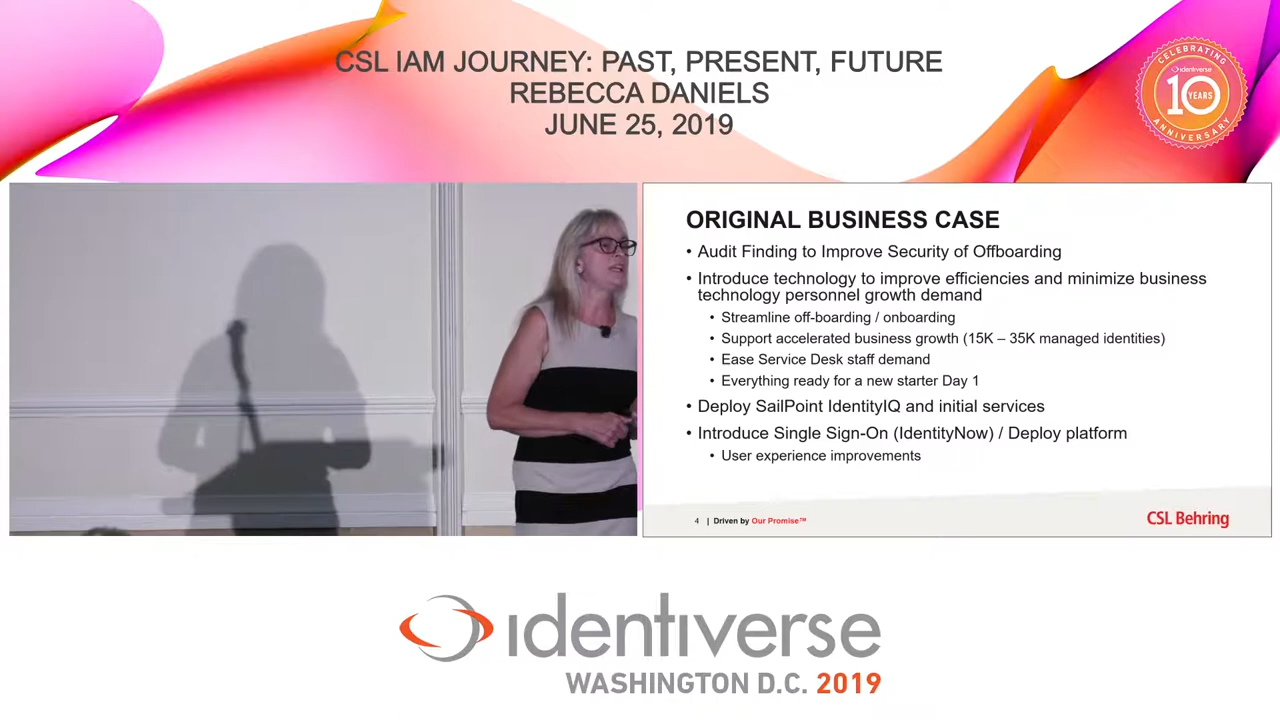 CSL IAM JOURNEY: PAST, PRESENT, FUTURE
REBECCA DANIELS
JUNE 25, 2019
CELEBRATING
identiverse
10
YEARS
ANNIVERSARY
ORIGINAL BUSINESS CASE
• Audit Finding to Improve Security of Offboarding
• Introduce technology to improve efficiencies and minimize business
technology personnel growth demand
• Streamline off-boarding / onboarding
• Support accelerated business growth (15K – 35K managed identities)
• Ease Service Desk staff demand
• Everything ready for a new starter Day 1
• Deploy SailPoint IdentityIQ and initial services
• Introduce Single Sign-On (IdentityNow) / Deploy platform
• User experience improvements
4 | Driven by Our Promise™
CSL Behring
identiverse
WASHINGTON D.C. 2019